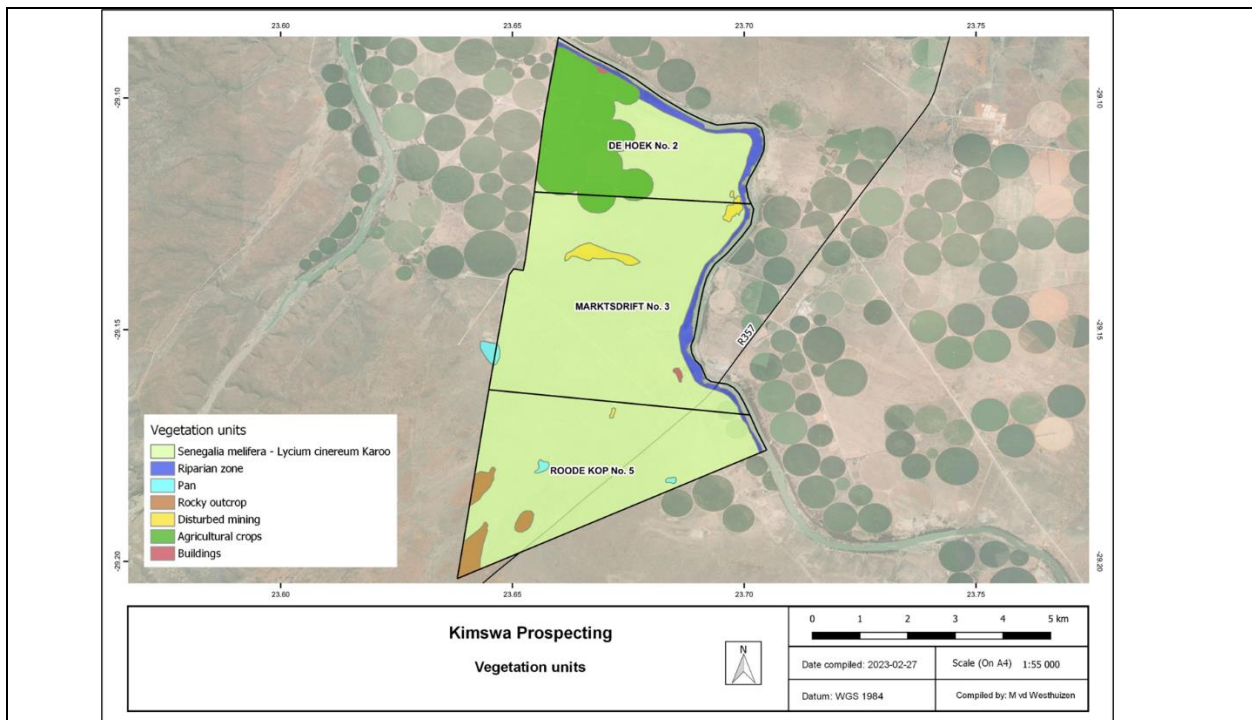 23.60 23.65 23.70 23.75
-29.10 -29.10
DE HOEK No. 2
MARKTSDRIFT No. 3
-29.15 -29.15
R357
ROODE KOP No. 5
Vegetation units
Senegalia melifera - Lycium cinereum Karoo
Riparian zone
Pan
Rocky outcrop
Disturbed mining
Agricultural crops
Buildings
-29.20 -29.20
23.60 23.65 23.70 23.75
Kimswa Prospecting
Vegetation units
N
0 1 2 3 4 5 km
Date compiled: 2023-02-27
Scale (On A4) 1:55 000
Datum: WGS 1984
Compiled by: M vd Westhuizen